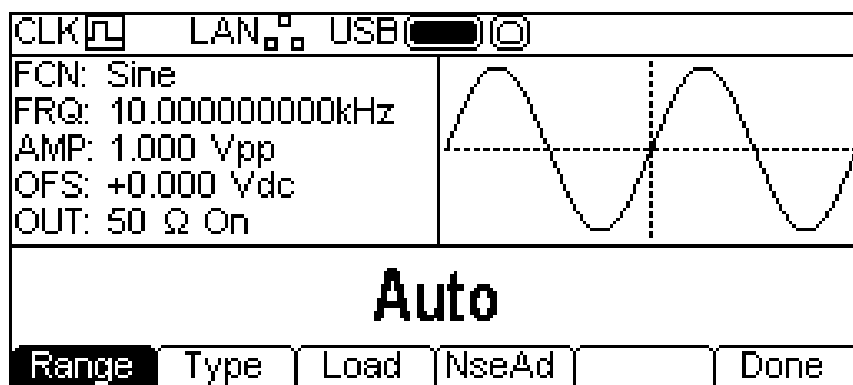 CLK LAN USB
FCN: Sine
FRQ: 10.000000000kHz
AMP: 1.000 Vpp
OFS: +0.000 Vdc
OUT: 50 Ω On
Auto
Range Type Load NseAd Done